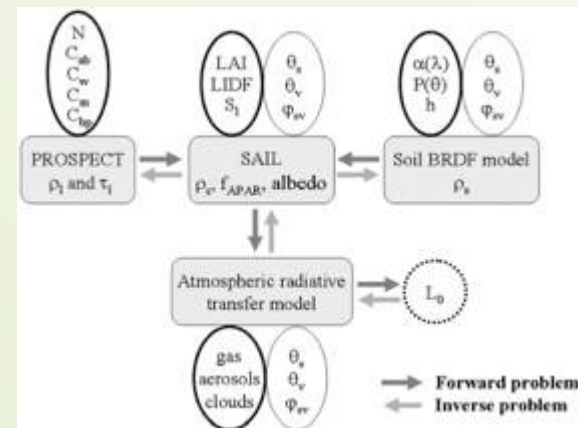 N
C_ab
C_w
C_m
C_bp
PROSPECT
ρ_l and τ_l
LAI
LIDF
S_l
θ_s
θ_v
φ_sv
SAIL
ρ_c, f_APAR, albedo
α(λ)
P(θ)
h
θ_s
θ_v
φ_sv
Soil BRDF model
ρ_s
Atmospheric radiative
transfer model
L_0
gas
aerosols
clouds
θ_s
θ_v
φ_sv
Forward problem
Inverse problem